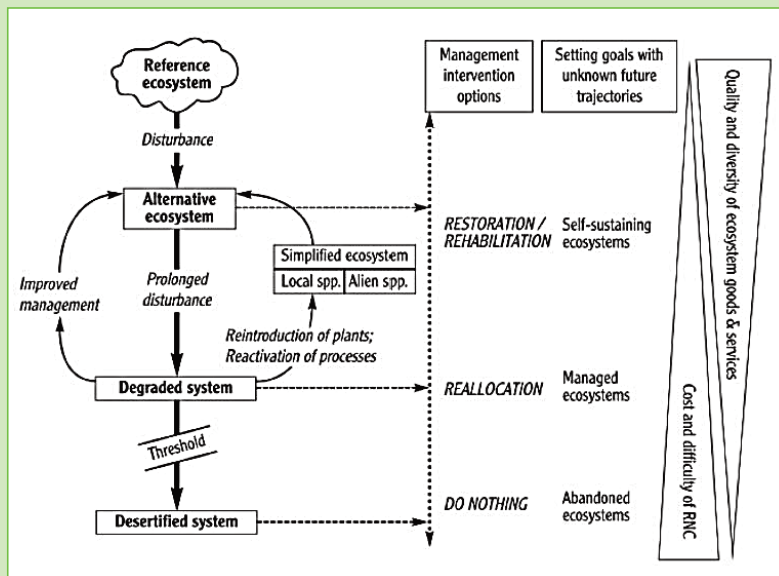 Reference
ecosystem
Disturbance
Alternative
ecosystem
Improved
management
Prolonged
disturbance
Simplified ecosystem
Local spp. Alien spp.
Reintroduction of plants;
Reactivation of processes
Degraded system
Threshold
Desertified system
Management
intervention
options
Setting goals with
unknown future
trajectories
RESTORATION /
REHABILITATION
Self-sustaining
ecosystems
REALLOCATION
Managed
ecosystems
DO NOTHING
Abandoned
ecosystems
Cost and difficulty of RNC
Quality and diversity of ecosystem goods & services